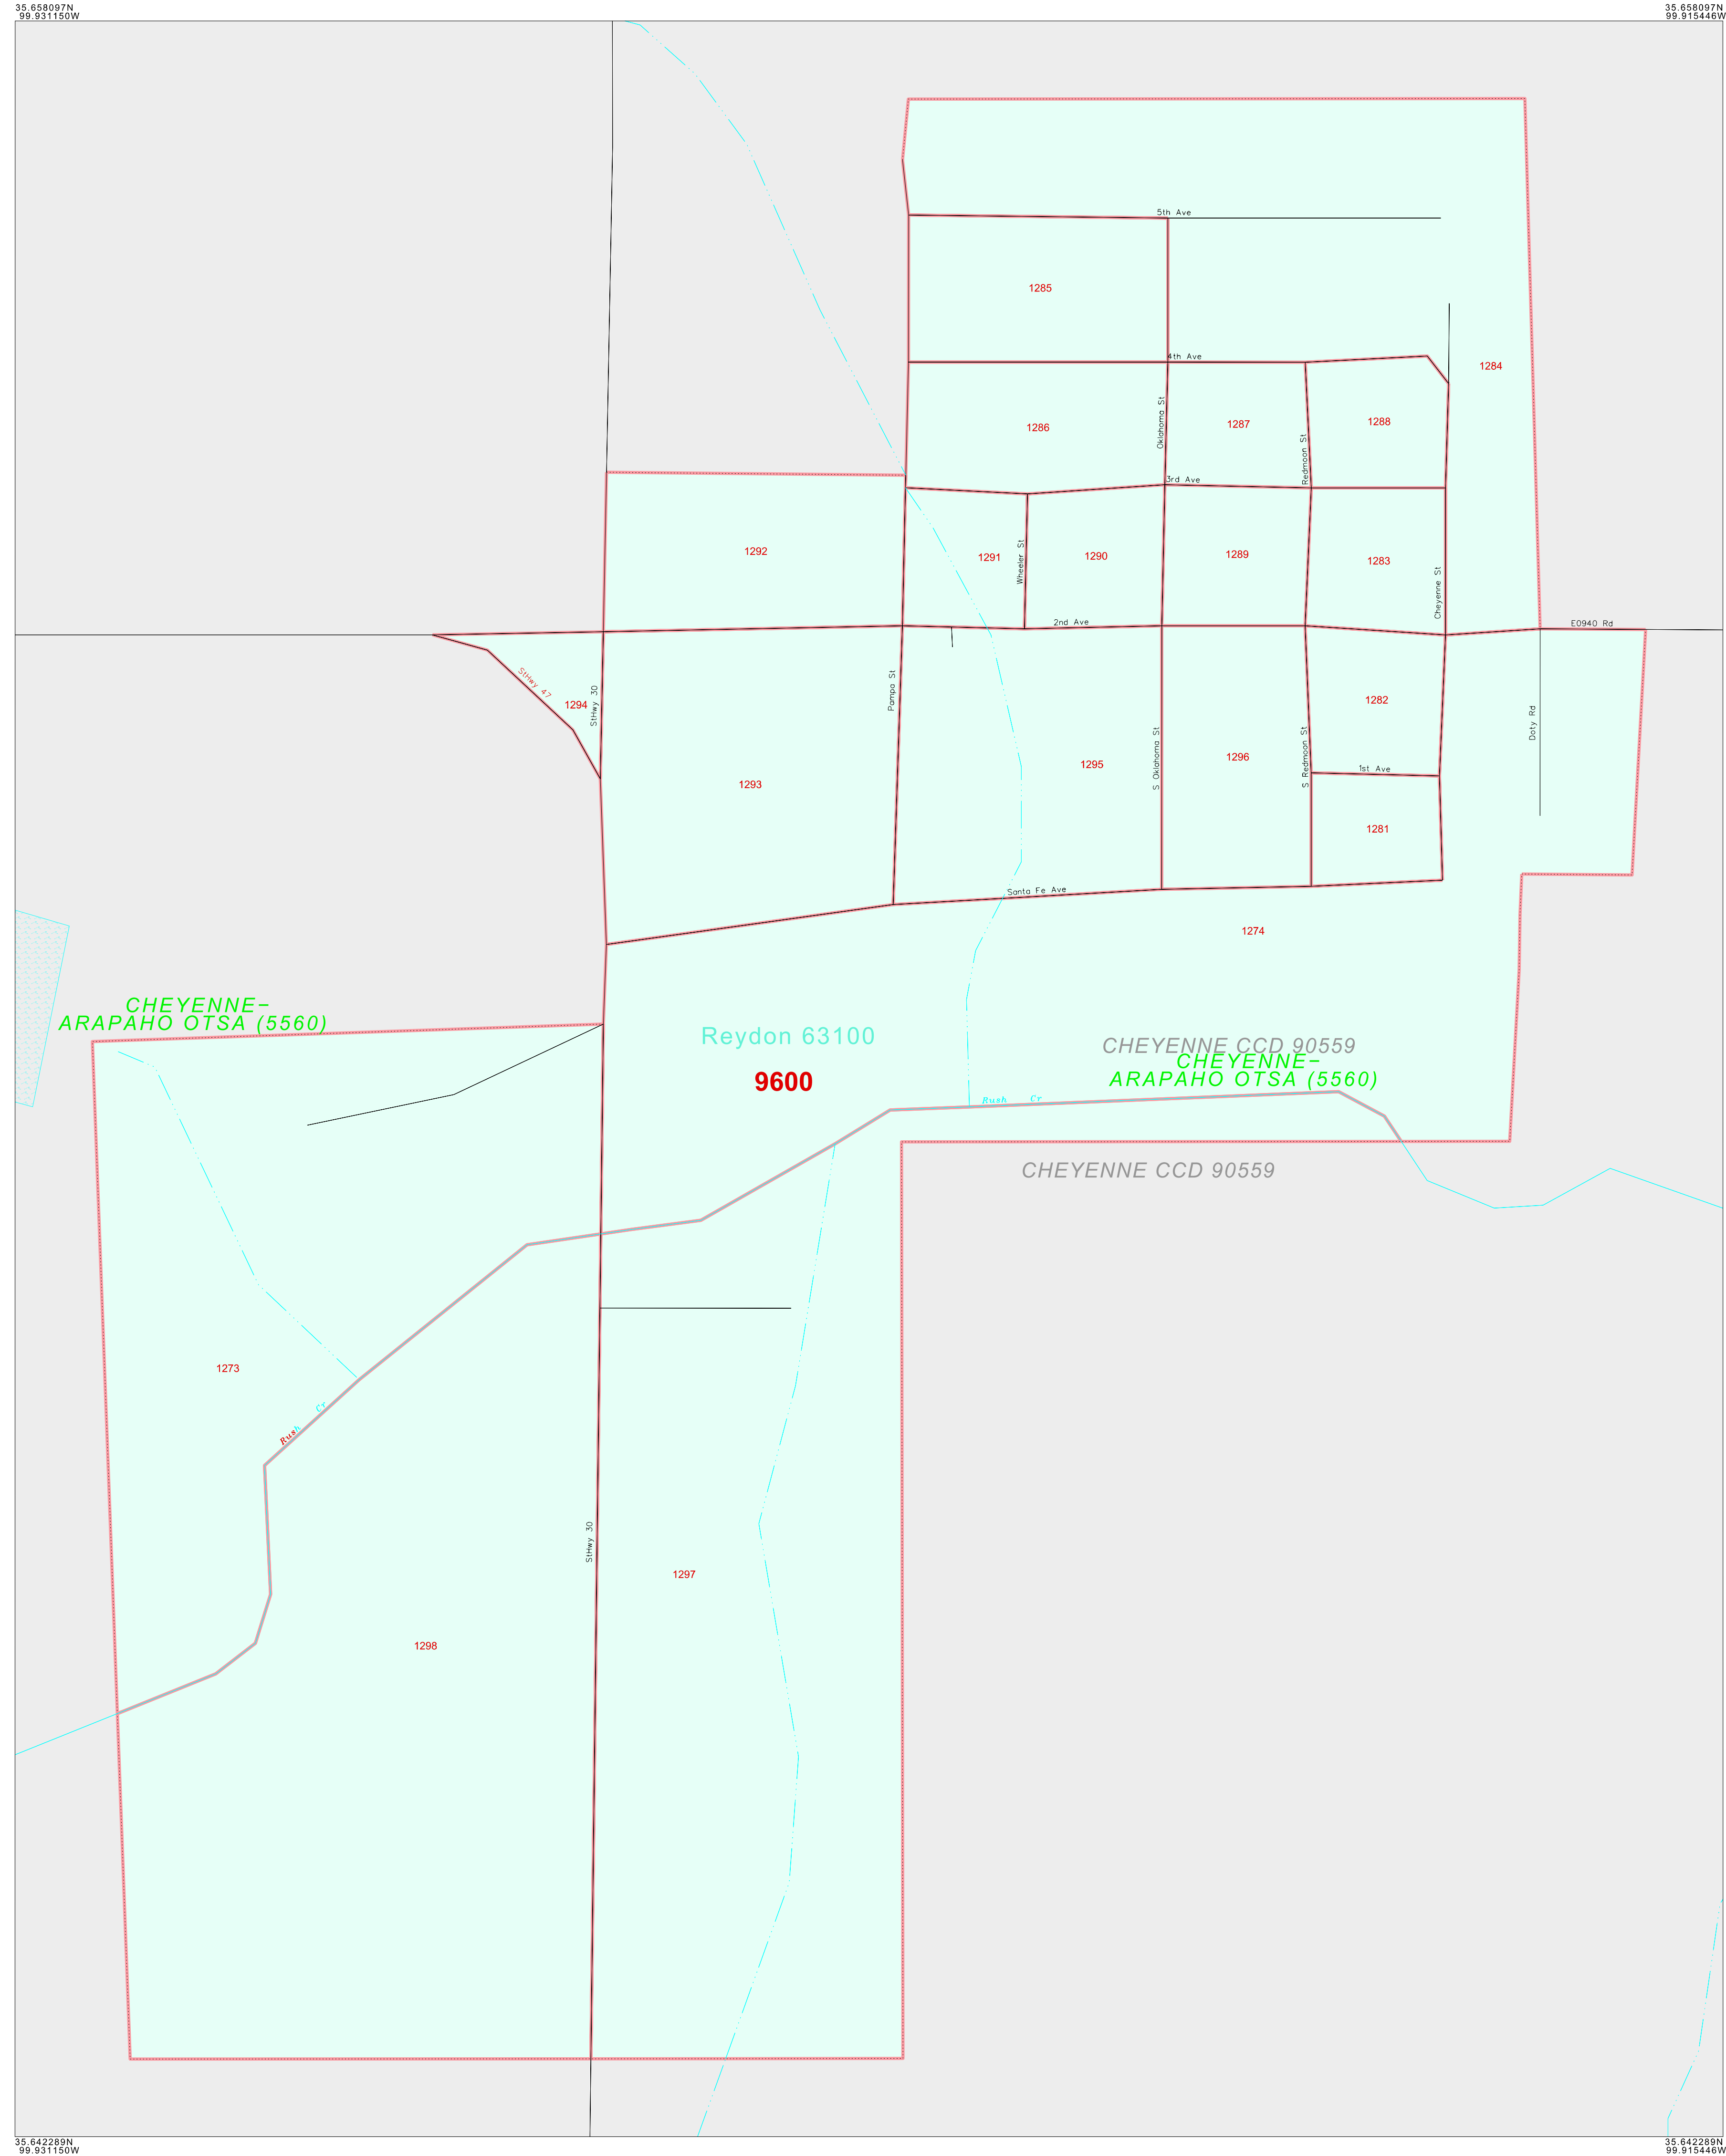 35.658097N
99.931150W
35.658097N
99.915446W
5th Ave
1285
4th Ave
1284
1286
Oklahoma St
1287
Redmoon St
1288
3rd Ave
1292
1291
Wheeler St
1290
1289
1283
Cheyenne St
2nd Ave
E0940 Rd
StHwy 47
1294
StHwy 30
Pampa St
1293
1295
S Oklahoma St
1296
S Redmoon St
1282
1st Ave
Doty Rd
1281
Santa Fe Ave
1274
CHEYENNE-
ARAPAHO OTSA (5560)
Reydon 63100
9600
CHEYENNE CCD 90559
CHEYENNE-
ARAPAHO OTSA (5560)
Rush Cr
CHEYENNE CCD 90559
1273
Rush Cr
StHwy 30
1297
1298
35.642289N
99.931150W
35.642289N
99.915446W